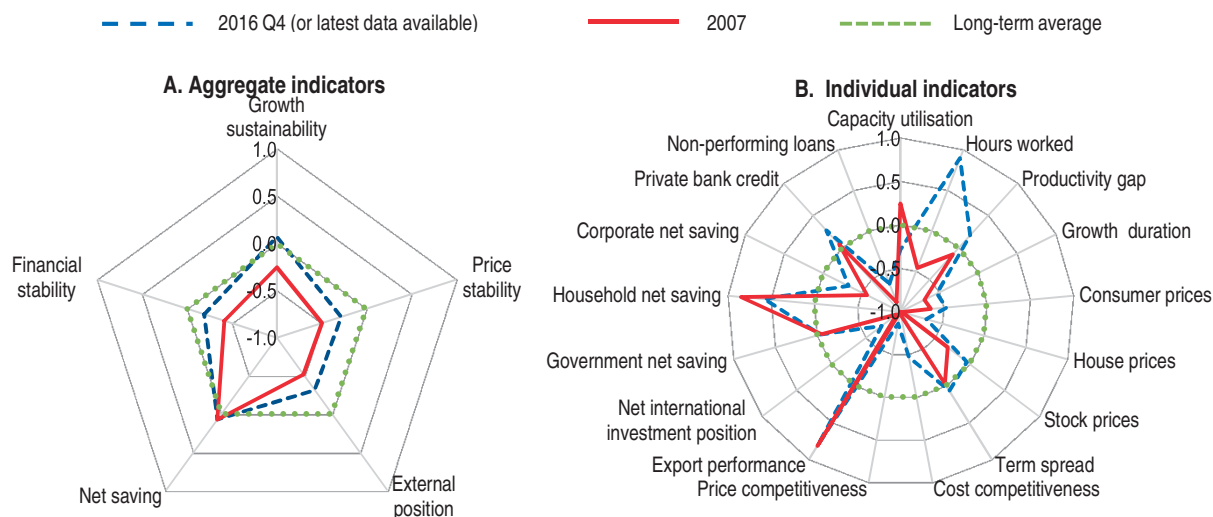 2016 Q4 (or latest data available)
2007
Long-term average
A. Aggregate indicators
Growth
sustainability
1.0
0.5
0.0
-0.5
-1.0
Price
stability
External
position
Net saving
Financial
stability
B. Individual indicators
Capacity utilisation
1.0
0.5
0.0
-0.5
-1.0
Hours worked
Productivity gap
Growth duration
Consumer prices
House prices
Stock prices
Term spread
Cost competitiveness
Price competitiveness
Export performance
Net international
investment position
Government net saving
Household net saving
Corporate net saving
Private bank credit
Non-performing loans